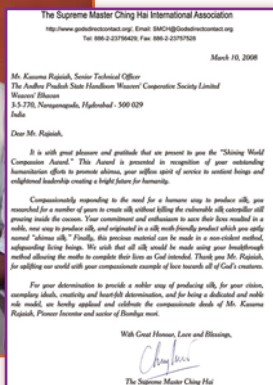 The Supreme Master Ching Hai International Association
http://www.godsdirectcontact.org/, Email: SMCH@Godsdirectcontact.org
Tel: 886-2-23756429; Fax: 886-2-23757528
March 10, 2008
Mr. Kusuma Rajaiah, Senior Technical Officer
The Andhra Pradesh State Handloom Weavers' Cooperative Society Limited
Weavers' Bhavan
3-5-770, Narayanaguda, Hyderabad - 500 029
India
Dear Mr. Rajaiah,
It is with great pleasure and gratitude that we present to you the "Shining World
Compassion Award." This Award is presented in recognition of your outstanding
humanitarian efforts to promote ahimsa, your selfless spirit of service to sentient beings and
enlightened leadership creating a bright future for humanity.
Compassionately responding to the need for a humane way to produce silk, you
researched for a number of years to create silk without killing the vulnerable silk caterpillar still
growing inside the cocoon. Your commitment and enthusiasm to save their lives resulted in a
noble, new way to produce silk, and originated in a silk moth-friendly product which you aptly
named "ahimsa silk." Finally, this precious material can be made in a non-violent method,
safeguarding living beings. We wish that all silk would be made using your breakthrough
method allowing the moths to complete their lives as God intended. Thank you Mr. Rajaiah,
for uplifting our world with your compassionate example of love towards all of God's creatures.
For your determination to provide a nobler way of producing silk, for your vision,
exemplary ideals, creativity and heart-felt determination, and for being a dedicated and noble
role model, we hereby applaud and celebrate the compassionate deeds of Mr. Kusuma
Rajaiah, Pioneer Inventor and savior of Bombyx mori.
With Great Honour, Love and Blessings,
The Supreme Master Ching Hai